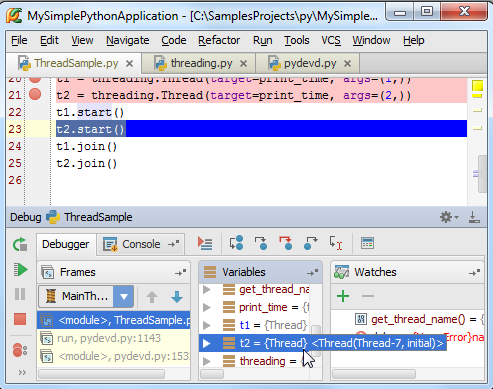 MySimplePythonApplication - [C:\SamplesProjects\py\MySimple
File Edit View Navigate Code Refactor Run Tools VCS Window Help
ThreadSample.py threading.py pydevd.py
20 t1 = threading.Thread(target=print_time, args=(1,))
21 t2 = threading.Thread(target=print_time, args=(2,))
22 t1.start()
23 t2.start()
24 t1.join()
25 t2.join()
26
Debug ThreadSample
Debugger Console
Frames Variables Watches
MainTh...
get_thread_na
print_time = {f
<module>, ThreadSample.p
t1 = {Thread}
get_thread_name() = {
run, pydevd.py:1143
t2 = {Thread} <Thread(Thread-7, initial)>
Error}na
<module>, pydevd.py:153
threading =